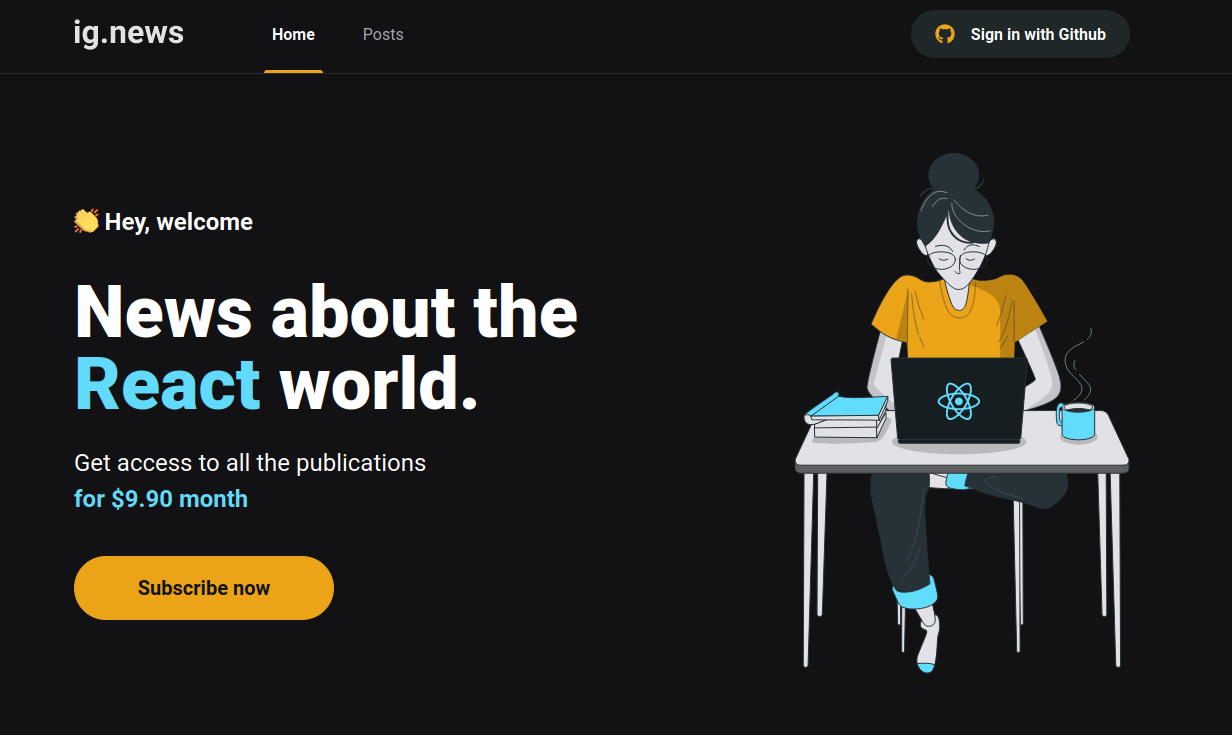 ig.news
Home
Posts
Sign in with Github
👏 Hey, welcome
News about the
React world.
Get access to all the publications
for $9.90 month
Subscribe now